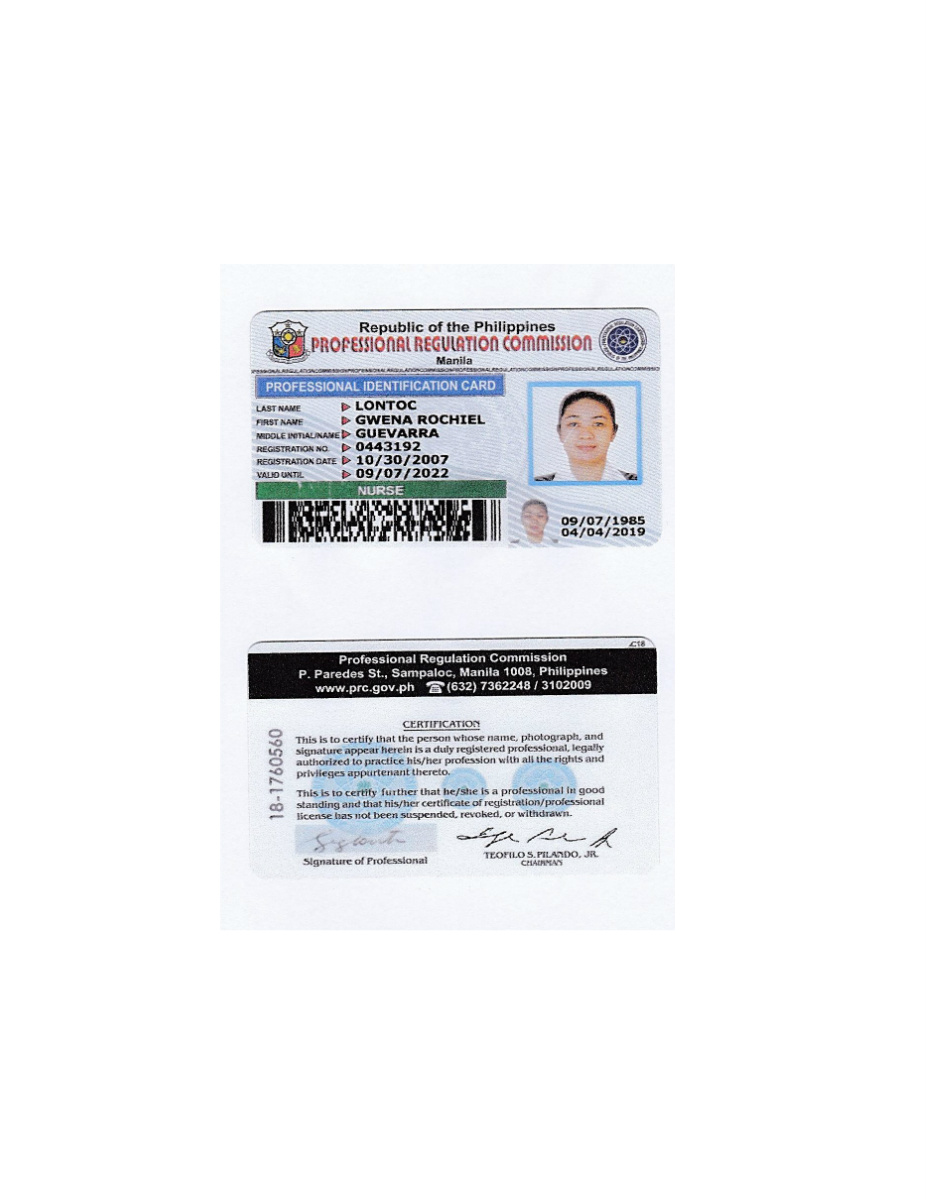 Republic of the Philippines
PROFESSIONAL REGULATION COMMISSION
Manila
PROFESSIONAL IDENTIFICATION CARD
LAST NAME LONTOC
FIRST NAME GWENA ROCHIEL
MIDDLE INITIAL/NAME GUEVARRA
REGISTRATION NO. 0443192
REGISTRATION DATE 10/30/2007
VALID UNTIL 09/07/2022
NURSE
09/07/1985
04/04/2019
Professional Regulation Commission
P. Paredes St., Sampaloc, Manila 1008, Philippines
www.prc.gov.ph (632) 7362248 / 3102009
18-1760560
CERTIFICATION
This is to certify that the person whose name, photograph, and
signature appear herein is a duly registered professional, legally
authorized to practice his/her profession with all the rights and
privileges appurtenant thereto.
This is to certify further that he/she is a professional in good
standing and that his/her certificate of registration/professional
license has not been suspended, revoked, or withdrawn.
Signature of Professional
TEOFILO S. PILANDO, JR.
CHAIRMAN